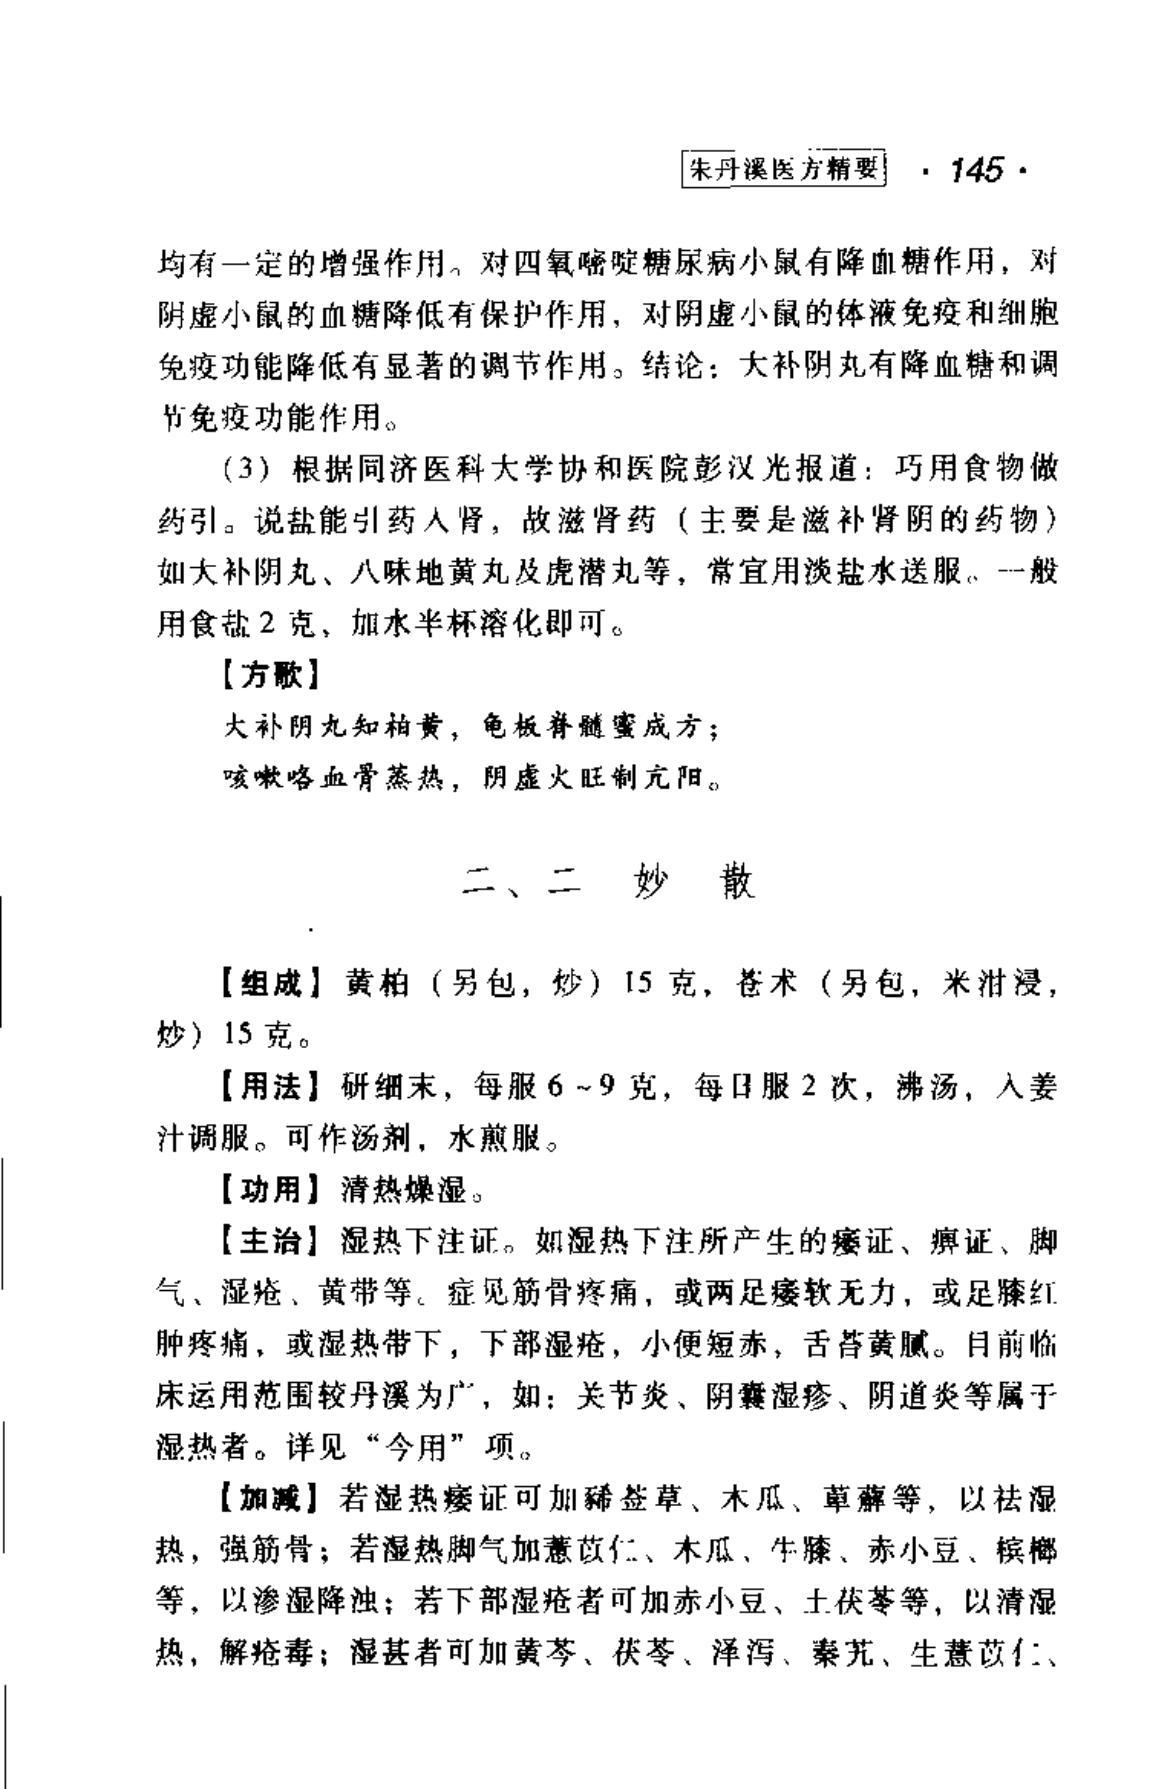 朱丹溪医方精要 · 145 ·
均有一定的增强作用。对四氧嘧啶糖尿病小鼠有降血糖作用，对
阴虚小鼠的血糖降低有保护作用，对阴虚小鼠的体液免疫和细胞
免疫功能降低有显著的调节作用。结论：大补阴丸有降血糖和调
节免疫功能作用。
（3）根据同济医科大学协和医院彭汉光报道：巧用食物做
药引。说盐能引药入肾，故滋肾药（主要是滋补肾阴的药物）
如大补阴丸、八味地黄丸及虎潜丸等，常宜用淡盐水送服。一般
用食盐 2 克，加水半杯溶化即可。
【方歌】
大补阴丸知柏黄，龟板脊髓蜜成方；
咳嗽咯血骨蒸热，阴虚火旺制亢阳。
二、二 妙 散
【组成】黄柏（另包，炒）15 克，苍术（另包，米泔浸，
炒）15 克。
【用法】研细末，每服 6～9 克，每日服 2 次，沸汤，入姜
汁调服。可作汤剂，水煎服。
【功用】清热燥湿。
【主治】湿热下注证。如湿热下注所产生的痿证、痹证、脚
气、湿疮、黄带等。症见筋骨疼痛，或两足痿软无力，或足膝红
肿疼痛，或湿热带下，下部湿疮，小便短赤，舌苔黄腻。目前临
床运用范围较丹溪为广，如：关节炎、阴囊湿疹、阴道炎等属于
湿热者。详见“今用”项。
【加减】若湿热痿证可加豨莶草、木瓜、萆薢等，以祛湿
热，强筋骨；若湿热脚气加薏苡仁、木瓜、牛膝、赤小豆、槟榔
等，以渗湿降浊；若下部湿疮者可加赤小豆、土茯苓等，以清湿
热，解疮毒；湿甚者可加黄芩、茯苓、泽泻、秦艽、生薏苡仁、